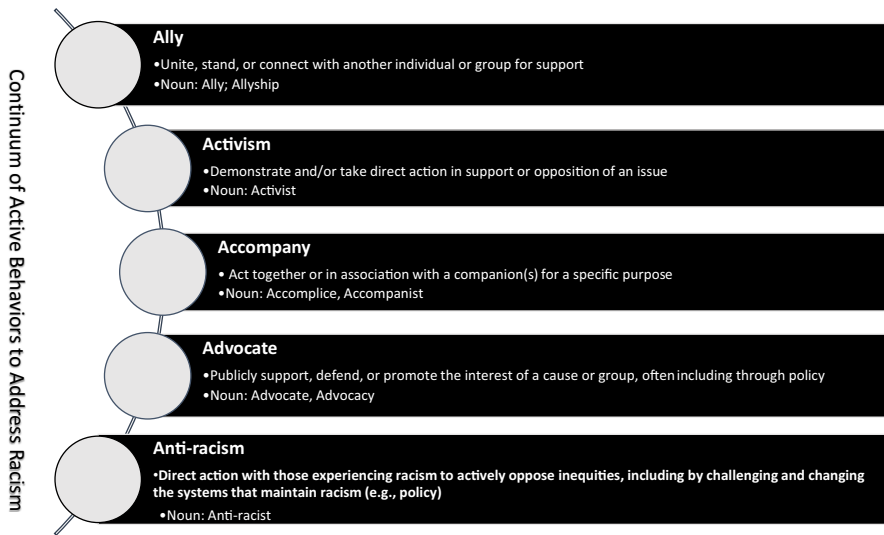 Continuum of Active Behaviors to Address Racism
Ally
•Unite, stand, or connect with another individual or group for support
•Noun: Ally; Allyship
Activism
•Demonstrate and/or take direct action in support or opposition of an issue
•Noun: Activist
Accompany
• Act together or in association with a companion(s) for a specific purpose
•Noun: Accomplice, Accompanist
Advocate
•Publicly support, defend, or promote the interest of a cause or group, often including through policy
•Noun: Advocate, Advocacy
Anti-racism
•Direct action with those experiencing racism to actively oppose inequities, including by challenging and changing
the systems that maintain racism (e.g., policy)
•Noun: Anti-racist